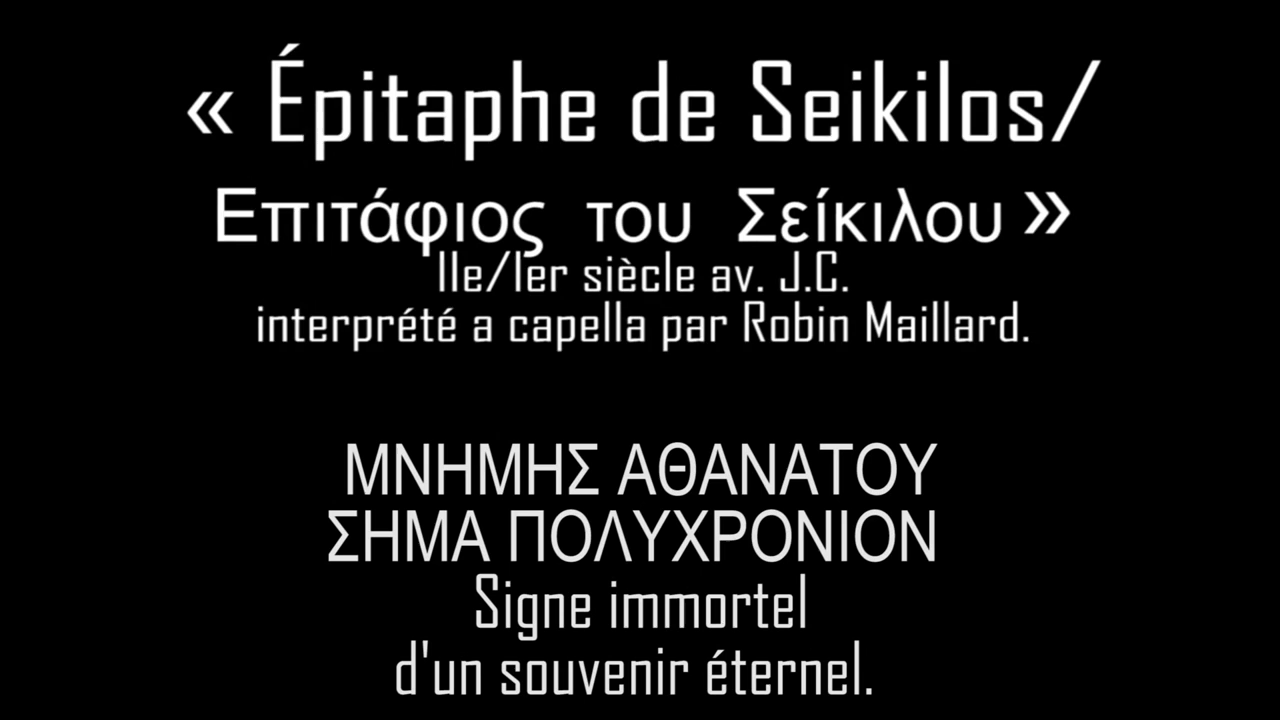 « Épitaphe de Seikilos/
Επιτάφιος του Σείκιλου »
IIe/Ier siècle av. J.C.
interprété a capella par Robin Maillard.
ΜΝΗΜΗΣ ΑΘΑΝΑΤΟΥ
ΣΗΜΑ ΠΟΛΥΧΡΟΝΙΟΝ
Signe immortel
d'un souvenir éternel.